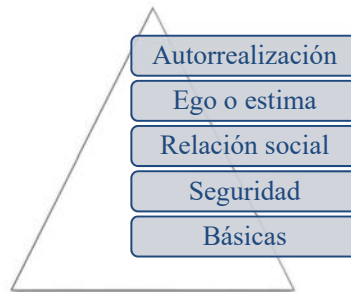 Autorrealización
Ego o estima
Relación social
Seguridad
Básicas